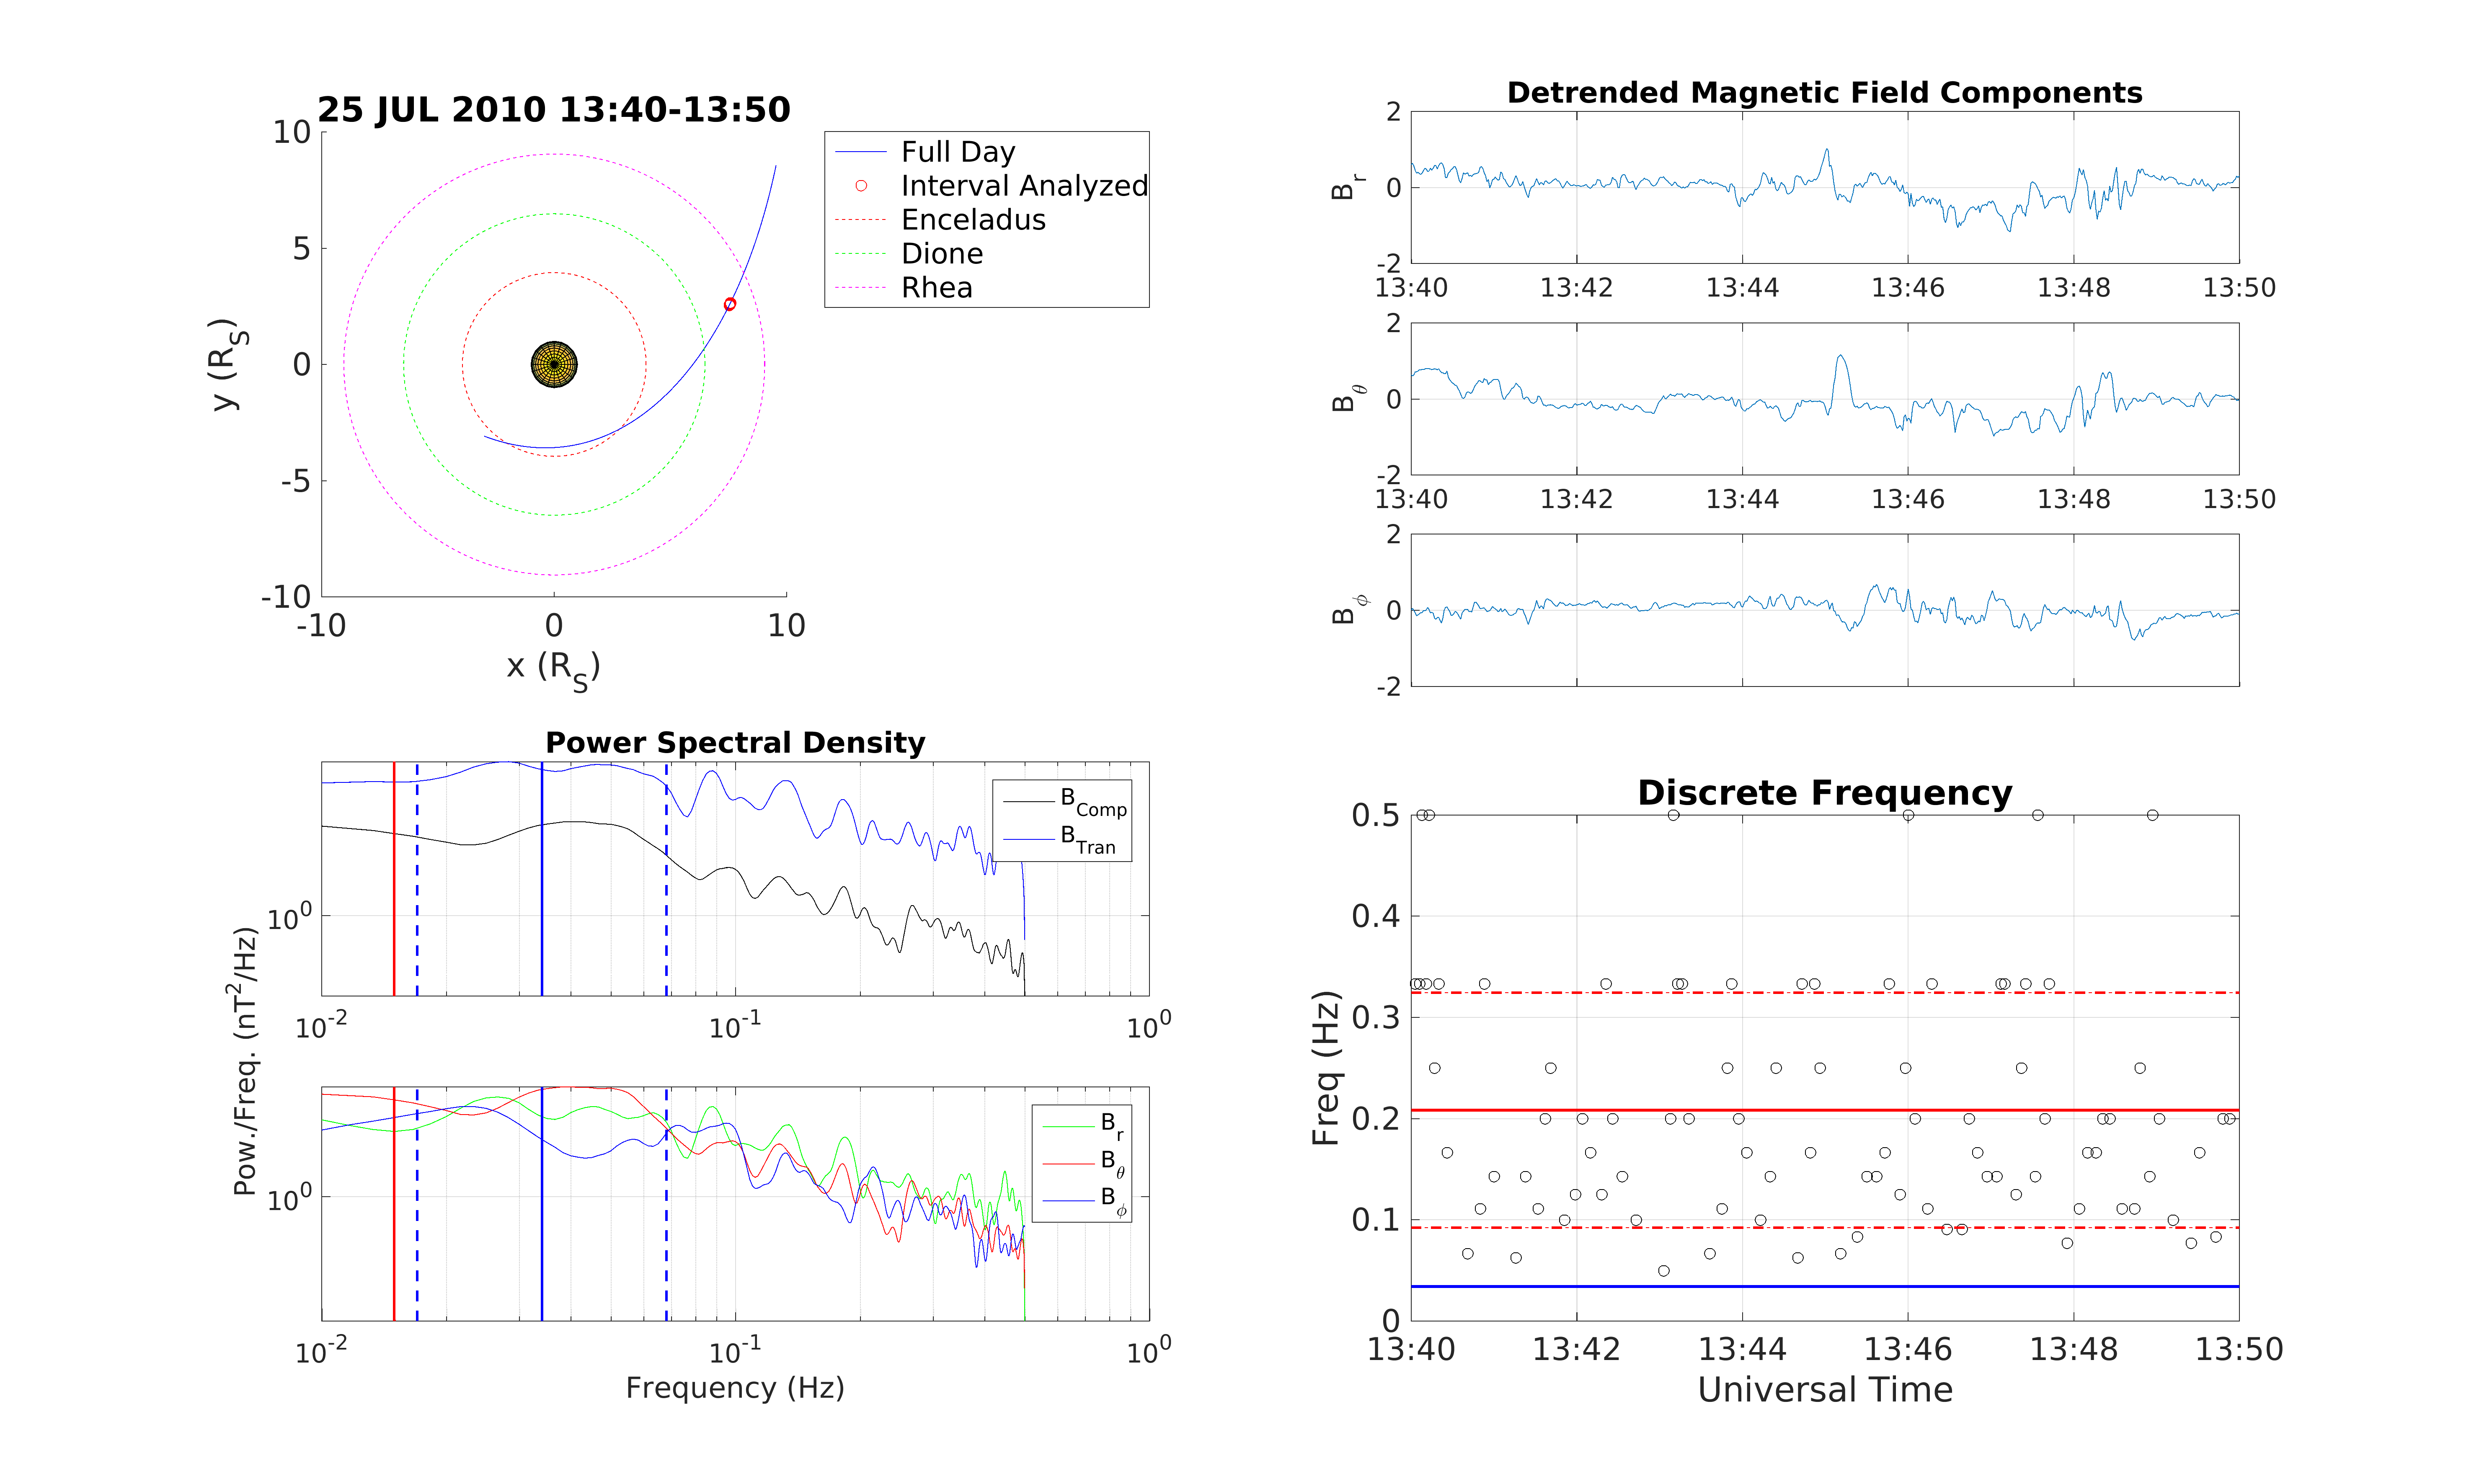 25 JUL 2010 13:40-13:50
10
5
0
-5
-10
-10 0 10
y (R_S)
x (R_S)
Full Day
Interval Analyzed
Enceladus
Dione
Rhea
Detrended Magnetic Field Components
2
0
-2
B_r
13:40 13:42 13:44 13:46 13:48 13:50
2
0
-2
B_θ
13:40 13:42 13:44 13:46 13:48 13:50
2
0
-2
B_ϕ
Power Spectral Density
10^0
B_Comp
B_Tran
10^-2 10^-1 10^0
Pow./Freq. (nT^2/Hz)
10^0
B_r
B_θ
B_ϕ
10^-2 10^-1 10^0
Frequency (Hz)
Discrete Frequency
0.5
0.4
0.3
0.2
0.1
0
Freq (Hz)
13:40 13:42 13:44 13:46 13:48 13:50
Universal Time